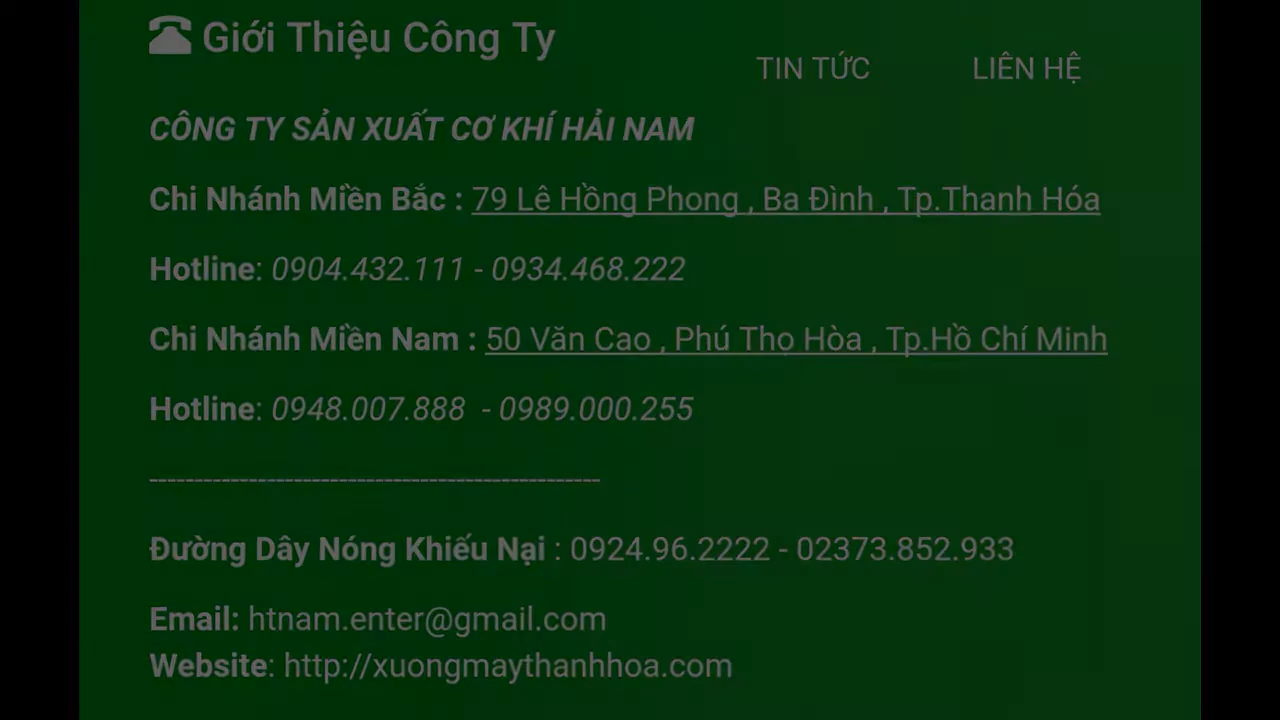 Giới Thiệu Công Ty
TIN TỨC
LIÊN HỆ
CÔNG TY SẢN XUẤT CƠ KHÍ HẢI NAM
Chi Nhánh Miền Bắc : 79 Lê Hồng Phong , Ba Đình , Tp.Thanh Hóa
Hotline: 0904.432.111 - 0934.468.222
Chi Nhánh Miền Nam : 50 Văn Cao , Phú Thọ Hòa , Tp.Hồ Chí Minh
Hotline: 0948.007.888 - 0989.000.255
--------------------------------------------------
Đường Dây Nóng Khiếu Nại : 0924.96.2222 - 02373.852.933
Email: htnam.enter@gmail.com
Website: http://xuongmaythanhhoa.com